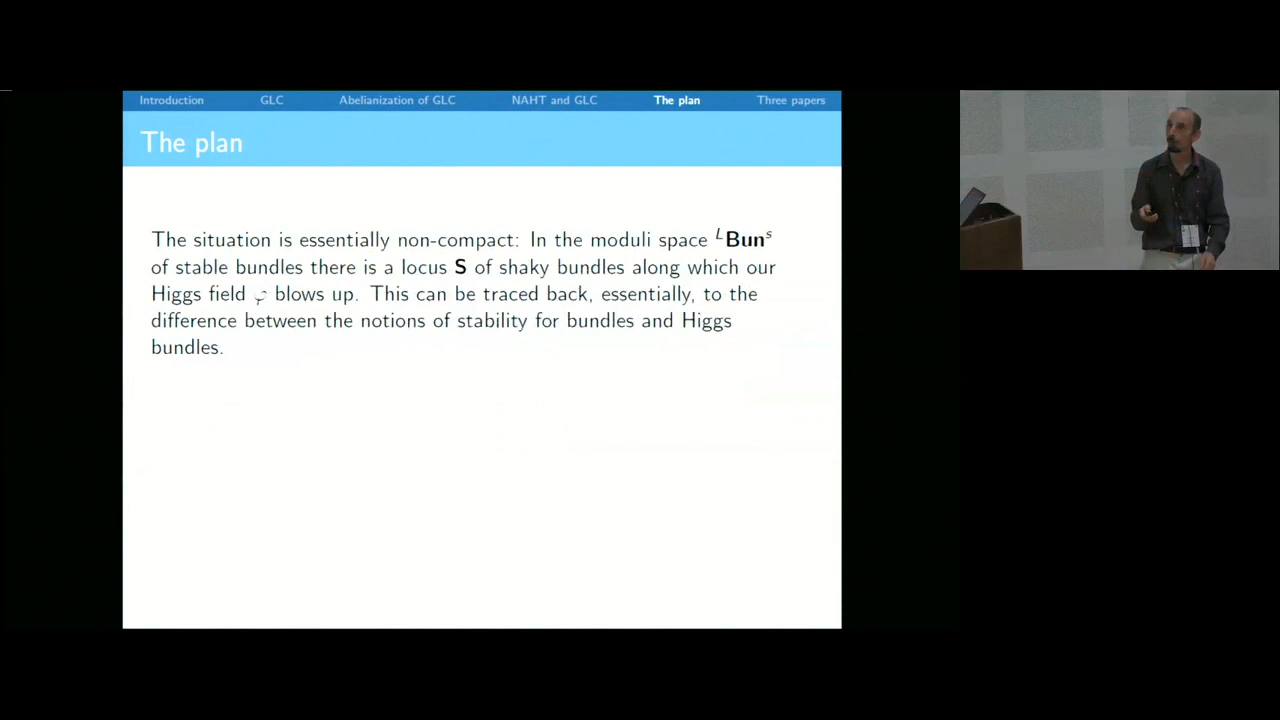 Introduction GLC Abelianization of GLC NAHT and GLC The plan Three papers
The plan
The situation is essentially non-compact: In the moduli space ᴸBunˢ
of stable bundles there is a locus S of shaky bundles along which our
Higgs field φ blows up. This can be traced back, essentially, to the
difference between the notions of stability for bundles and Higgs
bundles.